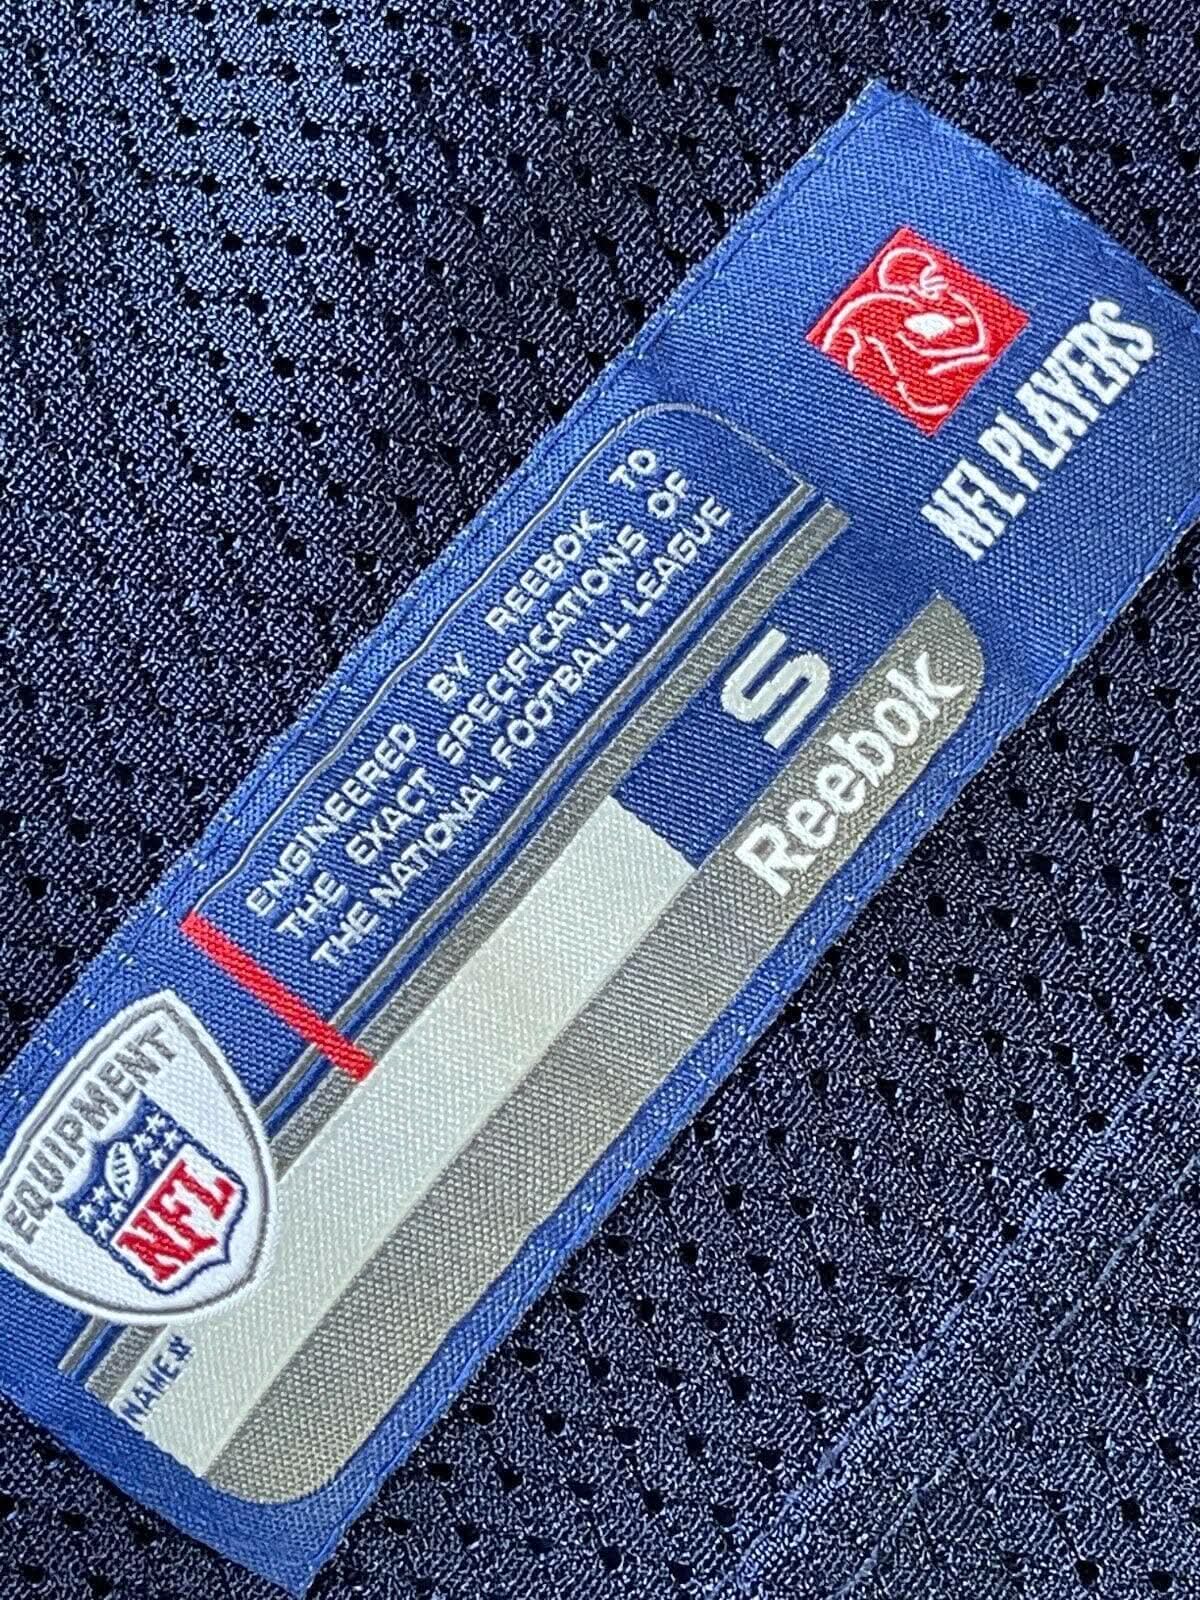 NFL PLAYERS
ENGINEERED BY REEBOK TO
THE EXACT SPECIFICATIONS OF
THE NATIONAL FOOTBALL LEAGUE
S
Reebok
EQUIPMENT
NFL
NAME/#